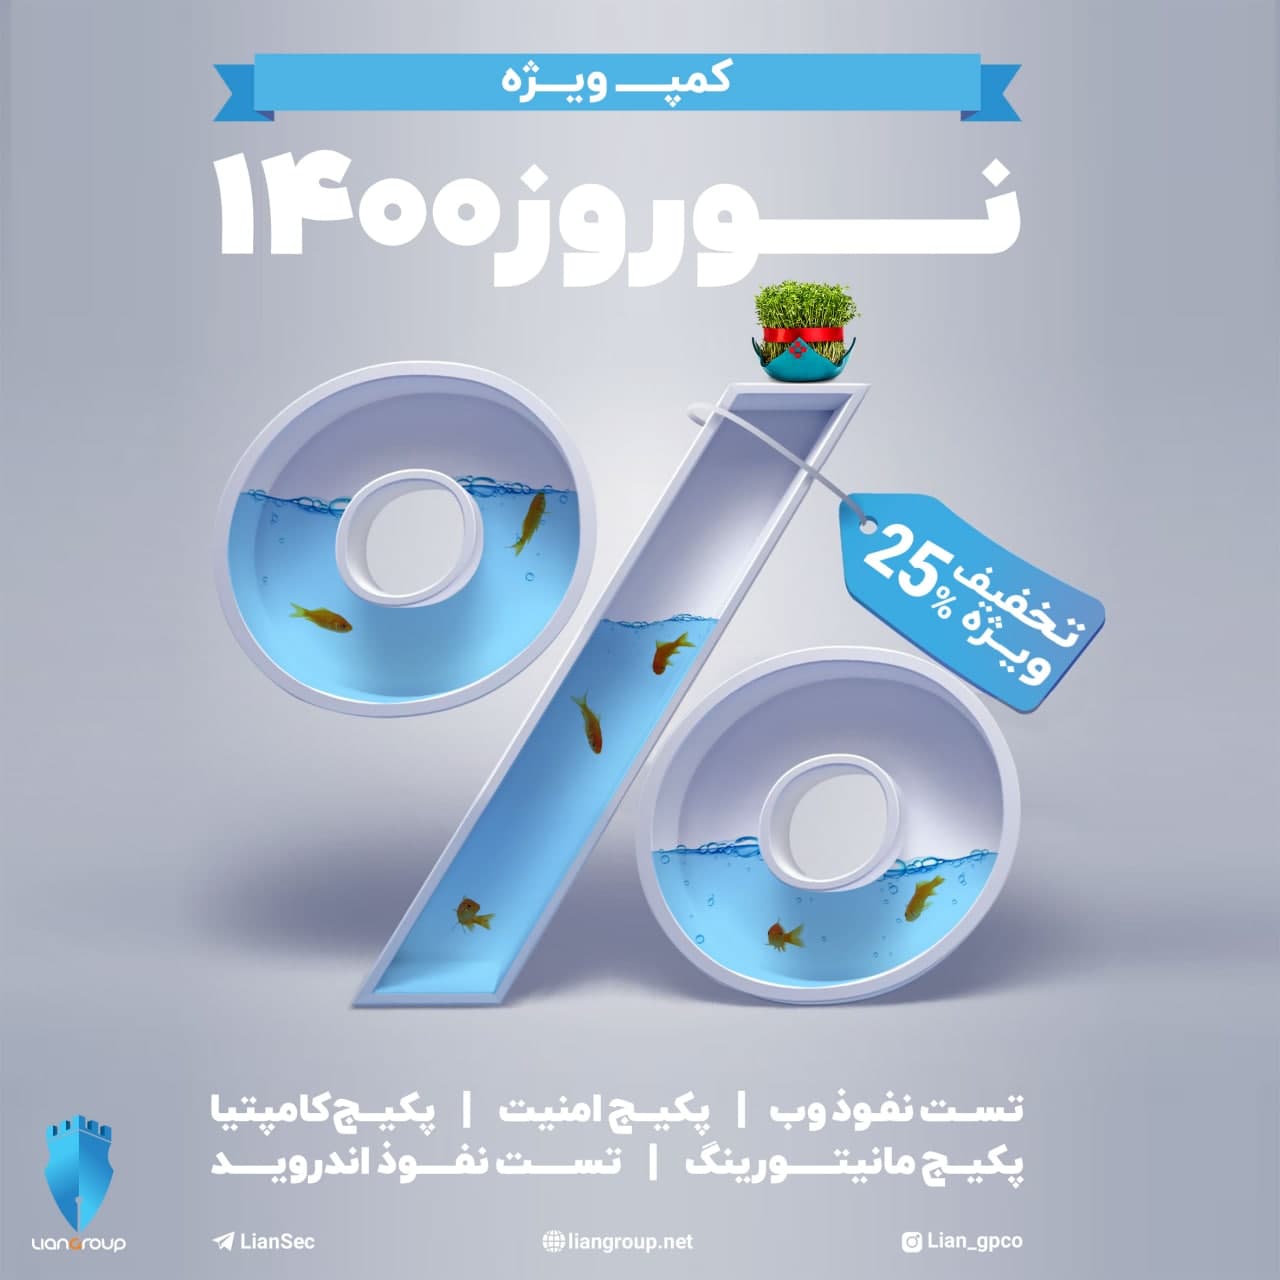 کمپ ویژه
نوروز ۱۴۰۰
تخفیف ویژه 25%
تست نفوذ وب | پکیج امنیت | پکیج کامپتیا
پکیج مانیتورینگ | تست نفوذ اندروید
LianGroup
LianSec
liangroup.net
Lian_gpco